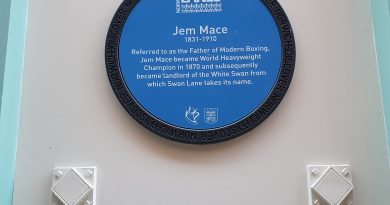 Jem Mace
1831-1910
Referred to as the Father of Modern Boxing,
Jem Mace became World Heavyweight
Champion in 1870 and subsequently
became landlord of the White Swan from
which Swan Lane takes its name.